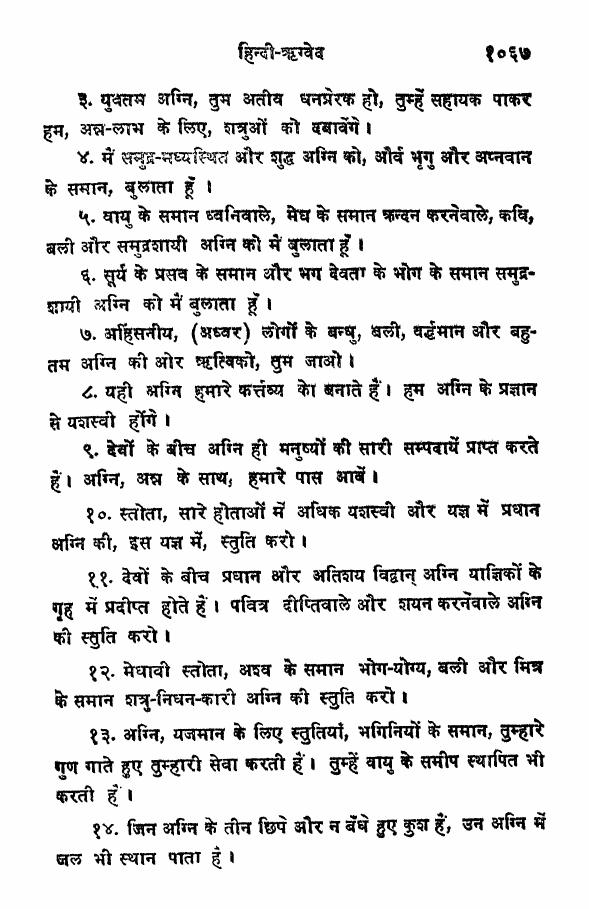 हिन्दी-ऋग्वेद १०६७
३. युवतम अग्नि, तुम अतीव धनप्रेरक हो, तुम्हें सहायक पाकर
हम, अन्न-लाभ के लिए, शत्रुओं को दबावेंगे।
४. मैं समुद्र-मध्यस्थित और शुद्ध अग्नि को, और्व भृगु और अप्नवान
के समान, बुलाता हूँ।
५. वायु के समान ध्वनिवाले, मेघ के समान क्रन्दन करनेवाले, कवि,
बली और समुद्रशायी अग्नि को मैं बुलाता हूँ।
६. सूर्य के प्रसव के समान और भग देवता के भोग के समान समुद्र-
शायी अग्नि को मैं बुलाता हूँ।
७. अहिंसनीय, (अध्वर) लोगों के बन्धु, बली, वर्द्धमान और बहु-
तम अग्नि की ओर ऋत्विको, तुम जाओ।
८. यही अग्नि हमारे कर्त्तव्य को बनाते हैं। हम अग्नि के प्रज्ञान
से यशस्वी होंगे।
९. देवों के बीच अग्नि ही मनुष्यों की सारी सम्पदायें प्राप्त करते
हैं। अग्नि, अन्न के साथ, हमारे पास आवें।
१०. स्तोता, सारे होताओं में अधिक यशस्वी और यज्ञ में प्रधान
अग्नि की, इस यज्ञ में, स्तुति करो।
११. देवों के बीच प्रधान और अतिशय विद्वान् अग्नि याज्ञिकों के
गृह में प्रदीप्त होते हैं। पवित्र दीप्तिवाले और शयन करनेवाले अग्नि
की स्तुति करो।
१२. मेधावी स्तोता, अश्व के समान भोग-योग्य, बली और मित्र
के समान शत्रु-निधन-कारी अग्नि की स्तुति करो।
१३. अग्नि, यजमान के लिए स्तुतियां, भगिनियों के समान, तुम्हारे
गुण गाते हुए तुम्हारी सेवा करती हैं। तुम्हें वायु के समीप स्थापित भी
करती हैं।
१४. जिन अग्नि के तीन छिपे और न बँधे हुए कुश हैं, उन अग्नि में
जल भी स्थान पाता है।